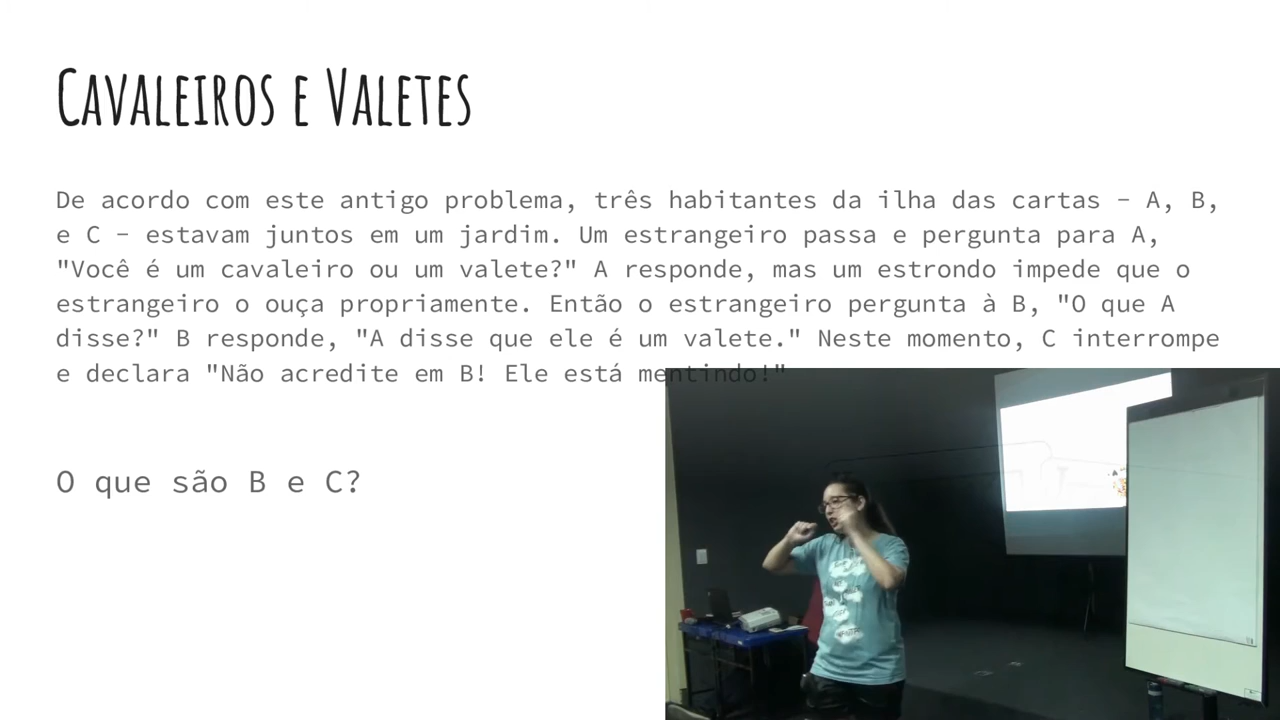 Cavaleiros e Valetes
De acordo com este antigo problema, três habitantes da ilha das cartas - A, B,
e C - estavam juntos em um jardim. Um estrangeiro passa e pergunta para A,
"Você é um cavaleiro ou um valete?" A responde, mas um estrondo impede que o
estrangeiro o ouça propriamente. Então o estrangeiro pergunta à B, "O que A
disse?" B responde, "A disse que ele é um valete." Neste momento, C interrompe
e declara "Não acredite em B! Ele está mentindo!"
O que são B e C?